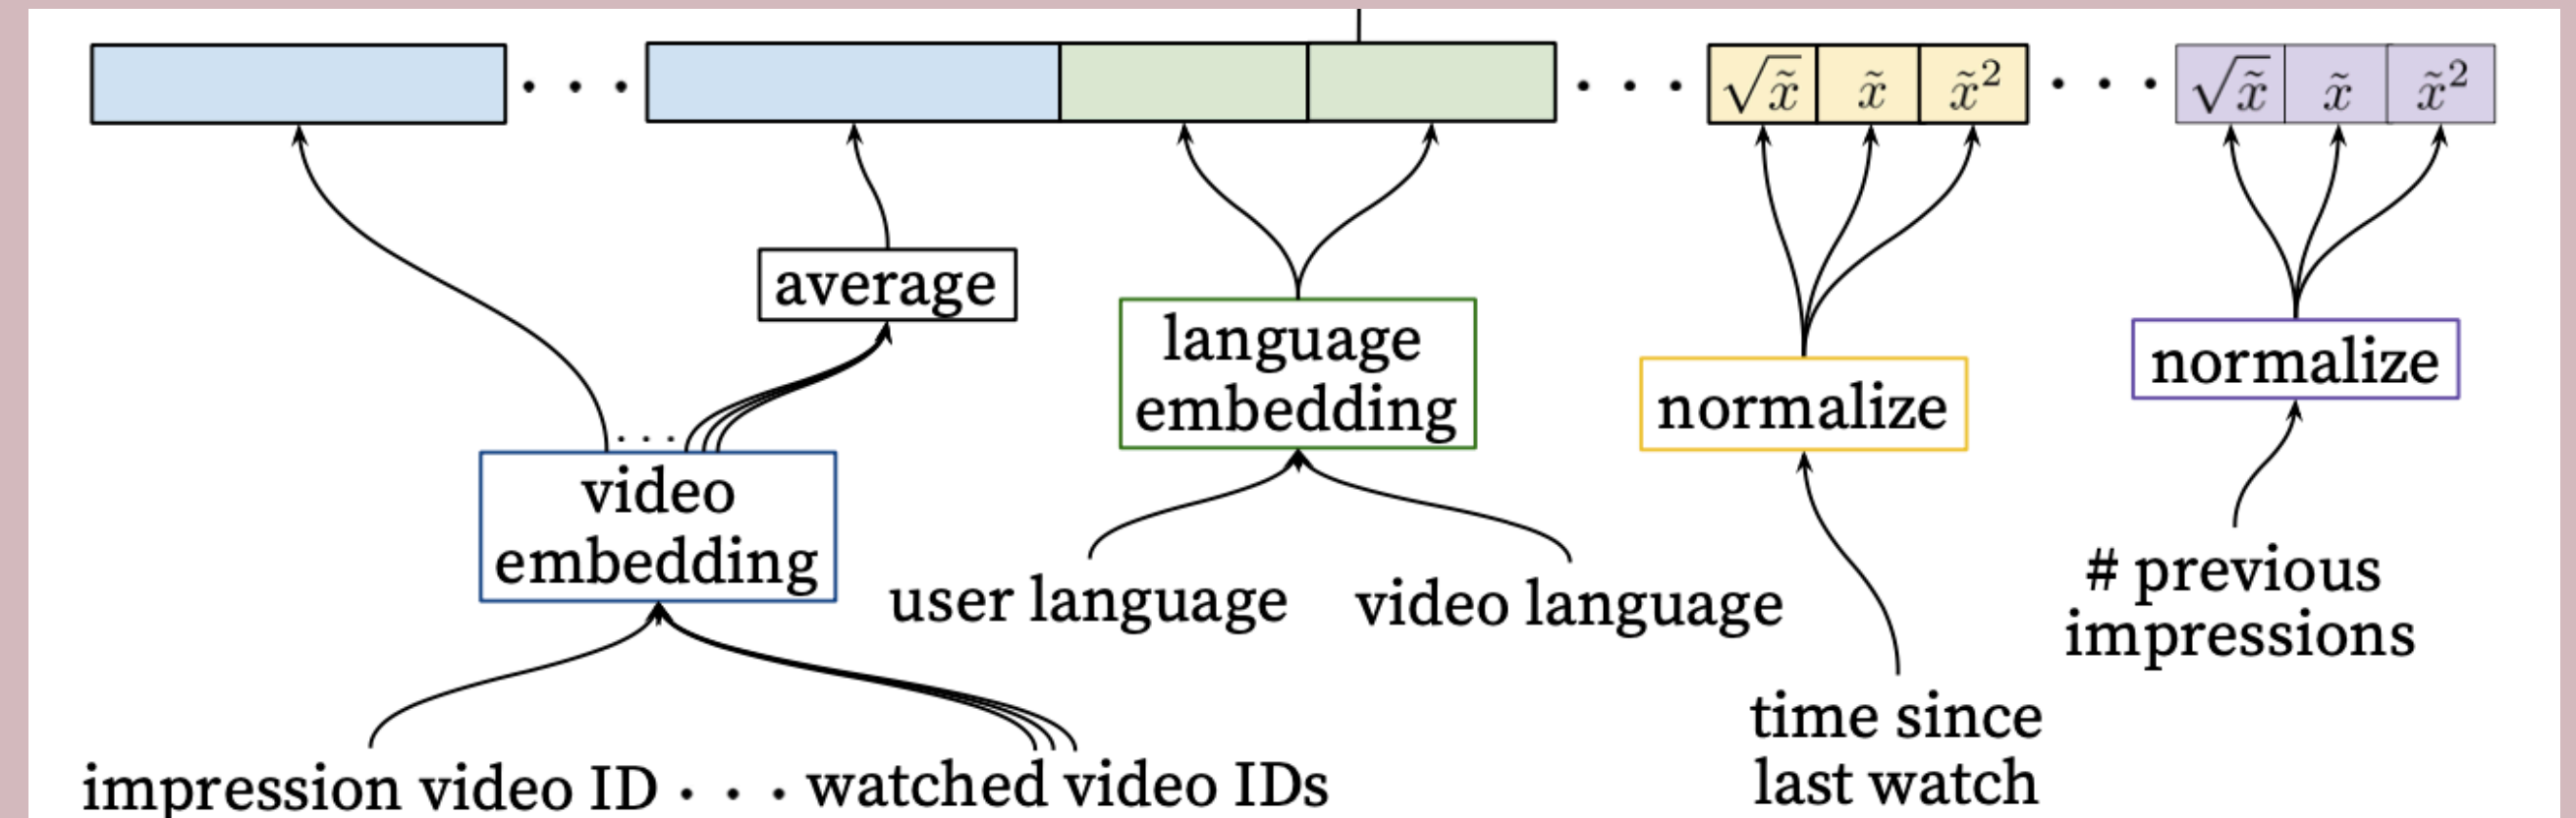 √x̃ x̃ x̃²
√x̃ x̃ x̃²
average
language
embedding
normalize
normalize
video
embedding
user language
video language
# previous
impressions
time since
last watch
impression video ID
. . .
watched video IDs